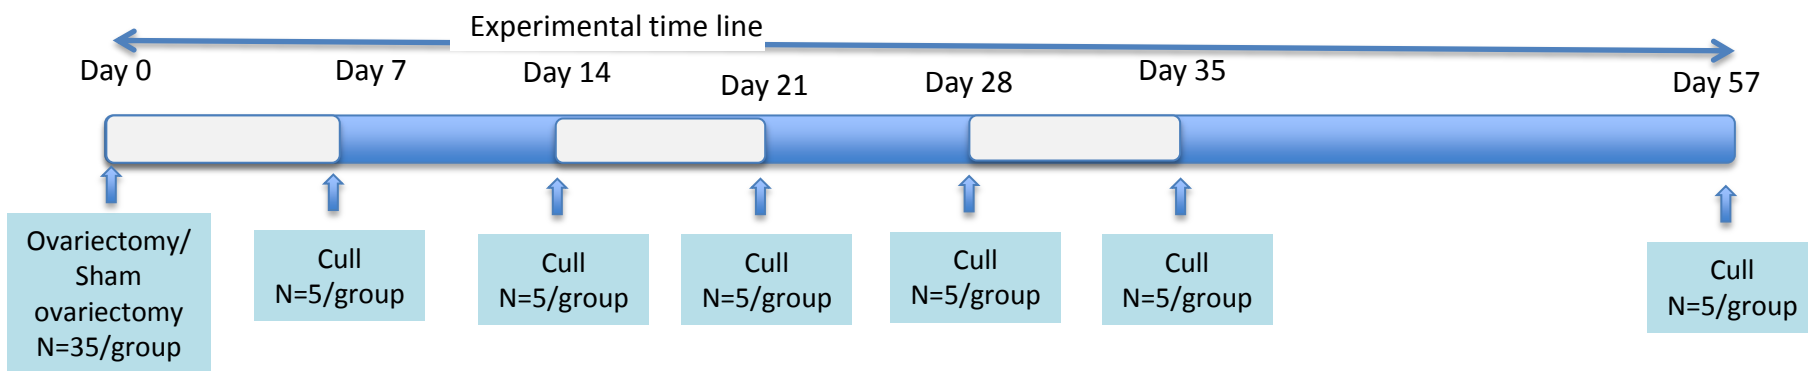 Experimental time line
Day 0
Day 7
Day 14
Day 21
Day 28
Day 35
Day 57
Ovariectomy/
Sham
ovariectomy
N=35/group
Cull
N=5/group
Cull
N=5/group
Cull
N=5/group
Cull
N=5/group
Cull
N=5/group
Cull
N=5/group